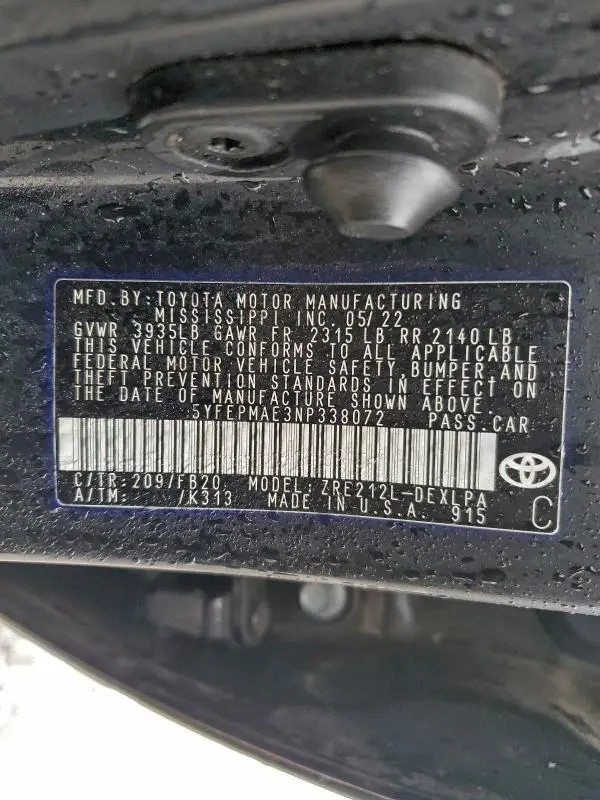 MFD.BY:TOYOTA MOTOR MANUFACTURING
MISSISSIPPI INC. 05/22
GVWR 3935LB GAWR FR 2315 LB RR 2140LB
THIS VEHICLE CONFORMS TO ALL APPLICABLE
FEDERAL MOTOR VEHICLE SAFETY,BUMPER,AND
THEFT PREVENTION STANDARDS IN EFFECT ON
THE DATE OF MANUFACTURE SHOWN ABOVE.
5YFEPMAE3NP338072 PASS.CAR
C/TR:209/FB20 MODEL:ZRE212L-DEXLPA
A/TM: /K313 MADE IN U.S.A. 915 C